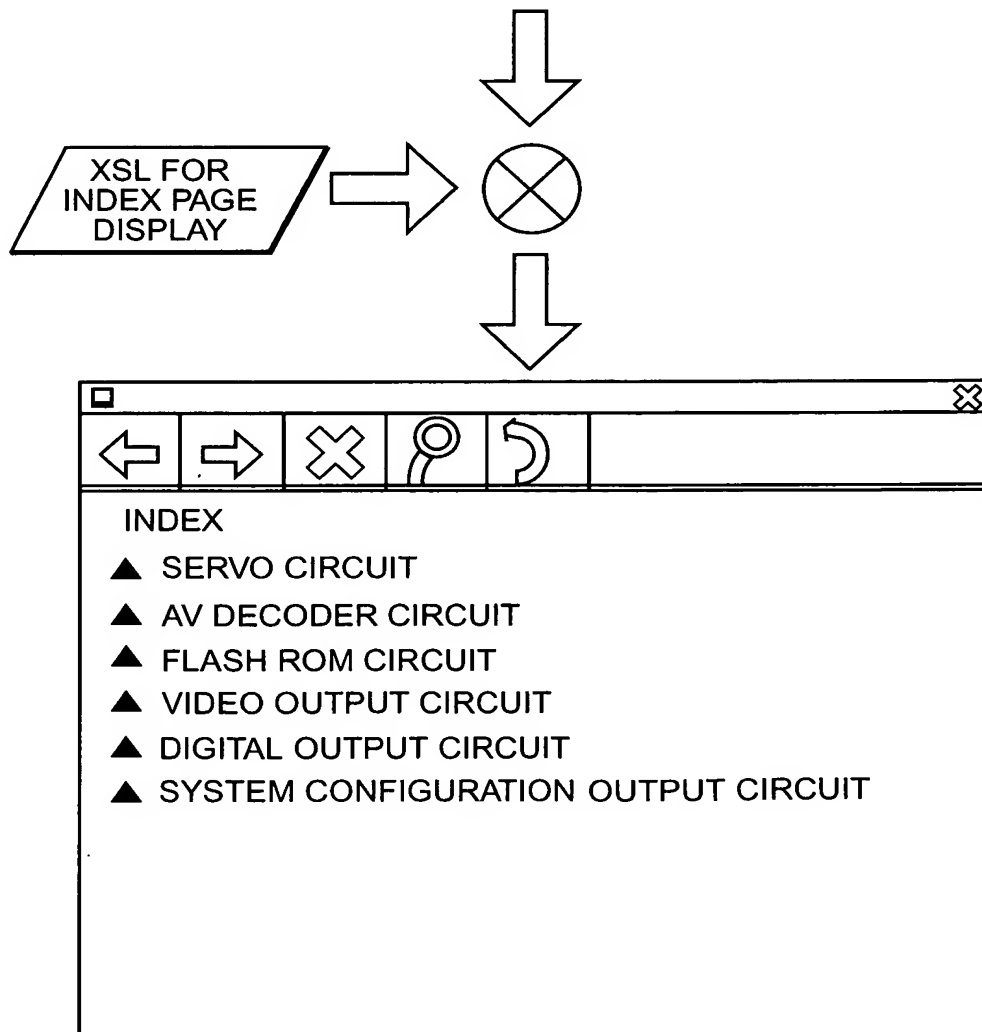 XSL FOR
INDEX PAGE
DISPLAY
INDEX
▲ SERVO CIRCUIT
▲ AV DECODER CIRCUIT
▲ FLASH ROM CIRCUIT
▲ VIDEO OUTPUT CIRCUIT
▲ DIGITAL OUTPUT CIRCUIT
▲ SYSTEM CONFIGURATION OUTPUT CIRCUIT